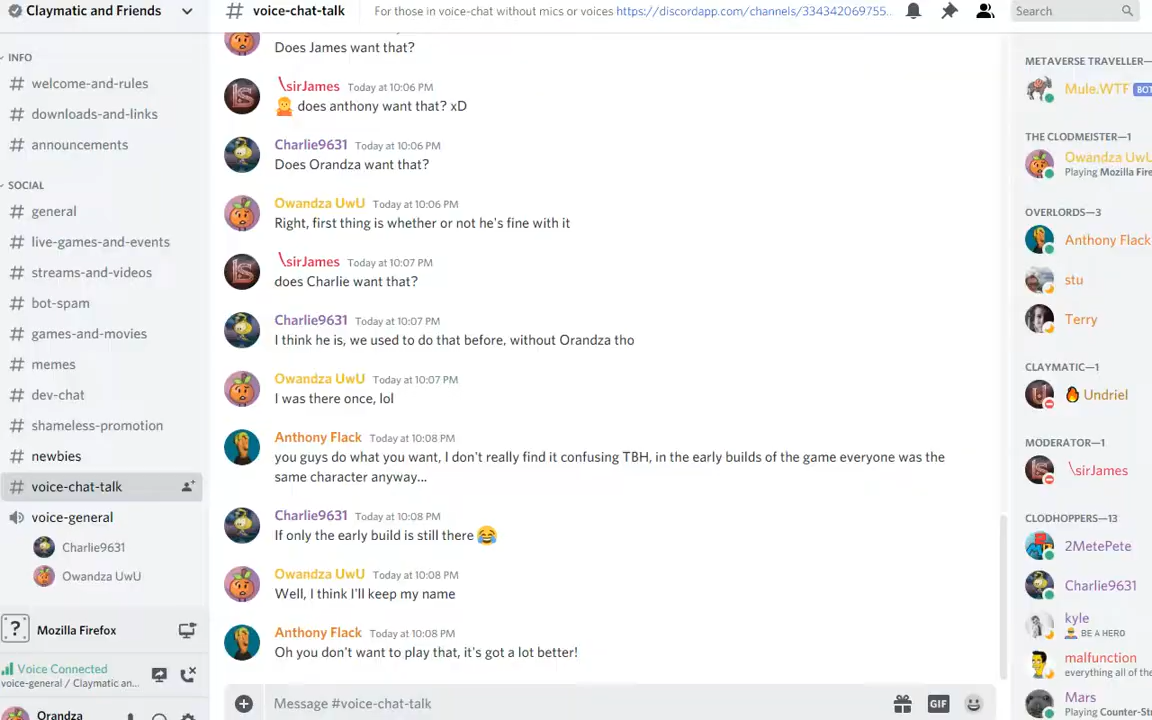 Claymatic and Friends
# voice-chat-talk
For those in voice-chat without mics or voices https://discordapp.com/channels/334342069755...
Search
INFO
# welcome-and-rules
# downloads-and-links
# announcements
SOCIAL
# general
# live-games-and-events
# streams-and-videos
# bot-spam
# games-and-movies
# memes
# dev-chat
# shameless-promotion
# newbies
# voice-chat-talk
voice-general
Charlie9631
Owandza UwU
? Mozilla Firefox
Voice Connected
voice-general / Claymatic an...
Orandza
Does James want that?
\sirJames Today at 10:06 PM
does anthony want that? xD
Charlie9631 Today at 10:06 PM
Does Orandza want that?
Owandza UwU Today at 10:06 PM
Right, first thing is whether or not he's fine with it
\sirJames Today at 10:07 PM
does Charlie want that?
Charlie9631 Today at 10:07 PM
I think he is, we used to do that before, without Orandza tho
Owandza UwU Today at 10:07 PM
I was there once, lol
Anthony Flack Today at 10:08 PM
you guys do what you want, I don't really find it confusing TBH, in the early builds of the game everyone was the
same character anyway...
Charlie9631 Today at 10:08 PM
If only the early build is still there 😂
Owandza UwU Today at 10:08 PM
Well, I think I'll keep my name
Anthony Flack Today at 10:08 PM
Oh you don't want to play that, it's got a lot better!
Message #voice-chat-talk
GIF
METAVERSE TRAVELLER—
Mule.WTF BOT
THE CLODMEISTER—1
Owandza UwU
Playing Mozilla Fire
OVERLORDS—3
Anthony Flack
stu
Terry
CLAYMATIC—1
🔥 Undriel
MODERATOR—1
\sirJames
CLODHOPPERS—13
2MetePete
Charlie9631
kyle
BE A HERO
malfunction
everything all of the
Mars
Playing Counter-Str